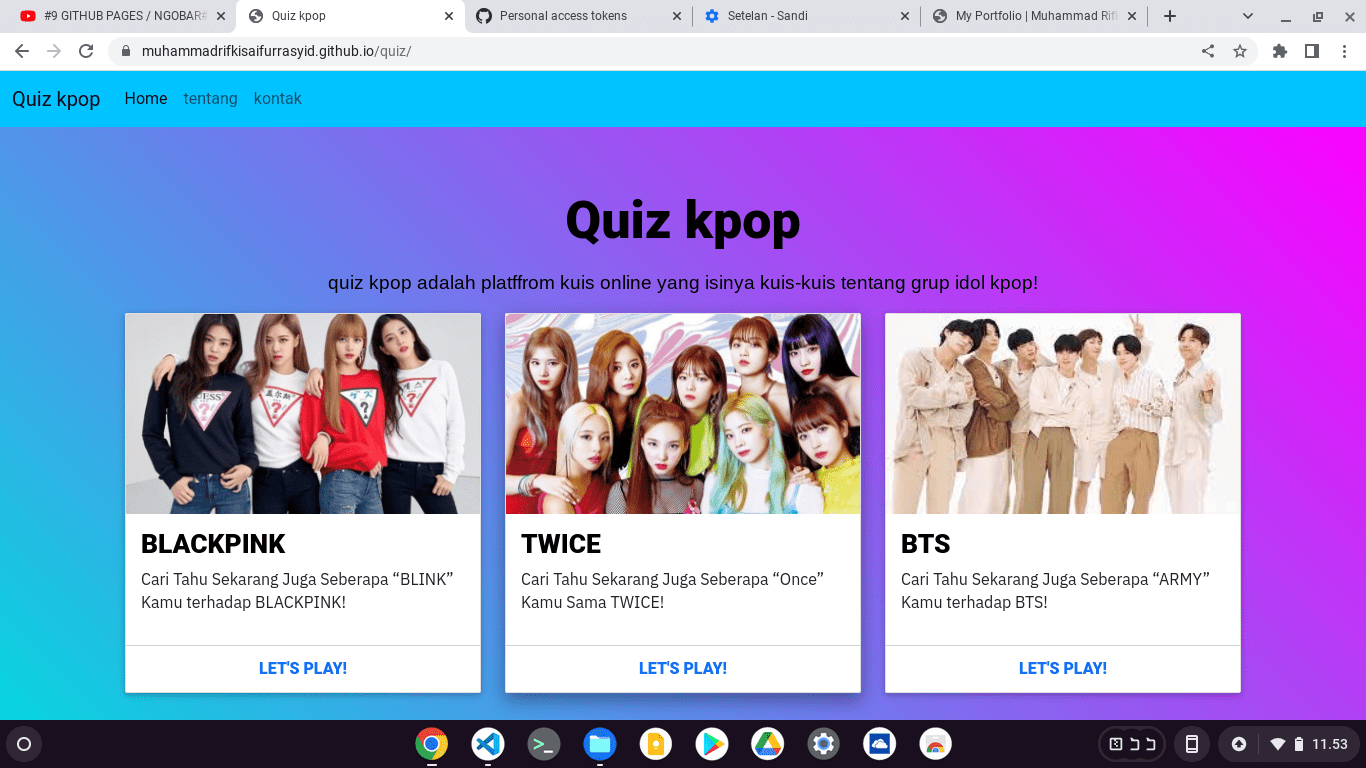 #9 GITHUB PAGES / NGOBAR#
Quiz kpop
Personal access tokens
Setelan - Sandi
My Portfolio | Muhammad Rifk
muhammadrifkisaifurrasyid.github.io/quiz/
Quiz kpop
Home
tentang
kontak
Quiz kpop
quiz kpop adalah platffrom kuis online yang isinya kuis-kuis tentang grup idol kpop!
BLACKPINK
Cari Tahu Sekarang Juga Seberapa “BLINK”
Kamu terhadap BLACKPINK!
LET'S PLAY!
TWICE
Cari Tahu Sekarang Juga Seberapa “Once”
Kamu Sama TWICE!
LET'S PLAY!
BTS
Cari Tahu Sekarang Juga Seberapa “ARMY”
Kamu terhadap BTS!
LET'S PLAY!
11.53